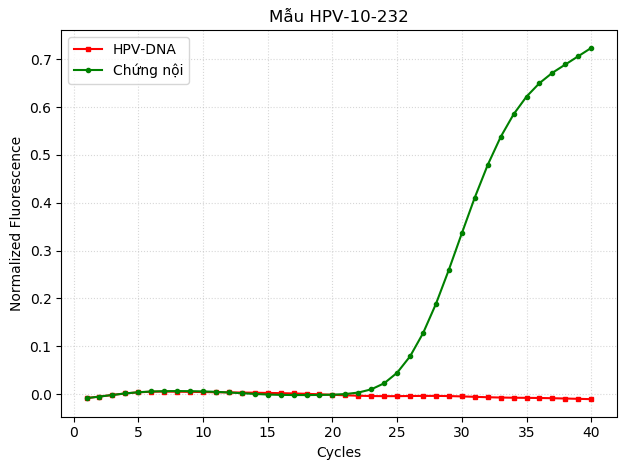 Mẫu HPV-10-232
HPV-DNA
Chứng nội
Normalized Fluorescence
0.7
0.6
0.5
0.4
0.3
0.2
0.1
0.0
0 5 10 15 20 25 30 35 40
Cycles